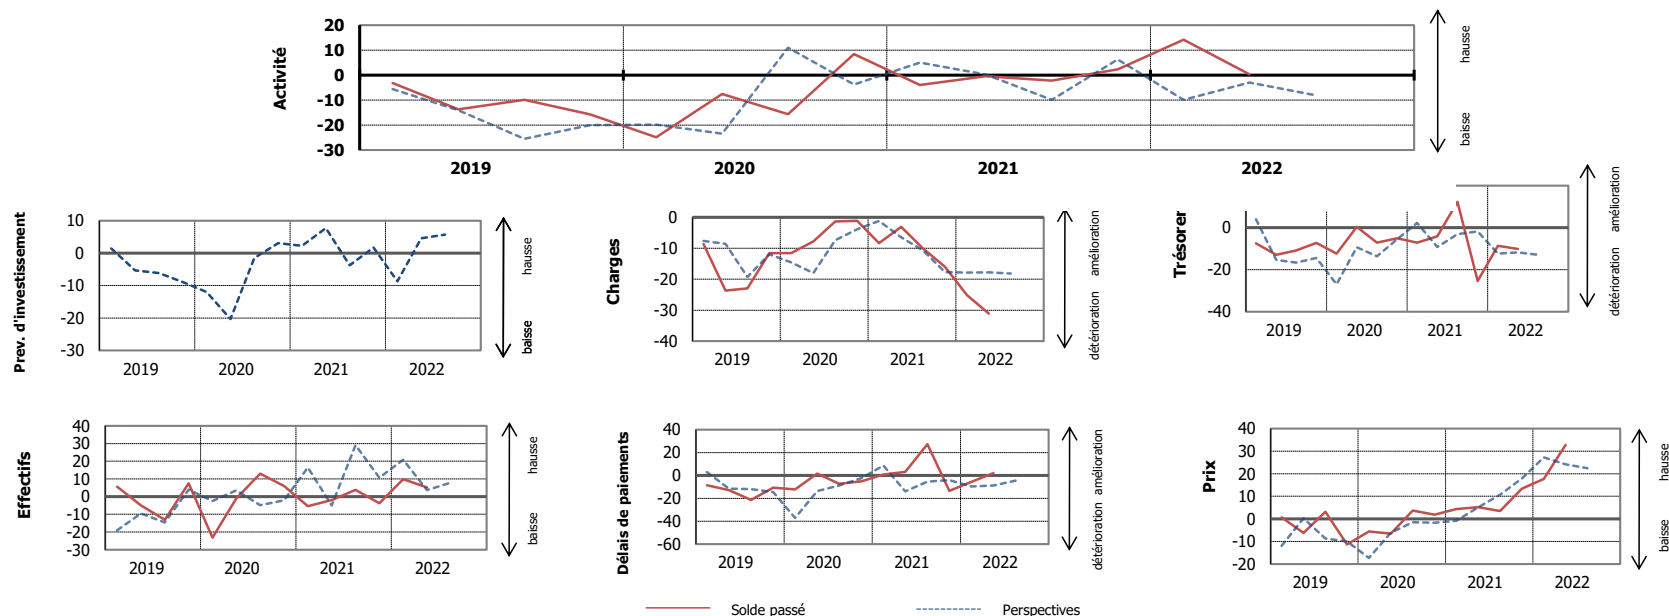 Activité
20
10
0
-10
-20
-30
2019 2020 2021 2022
hausse
baisse
Prev. d'investissement
10
0
-10
-20
-30
2019 2020 2021 2022
hausse
baisse
Charges
0
-10
-20
-30
-40
2019 2020 2021 2022
amélioration
détérioration
Trésorer
0
-20
-40
2019 2020 2021 2022
amélioration
détérioration
Effectifs
40
30
20
10
0
-10
-20
-30
2019 2020 2021 2022
hausse
baisse
Délais de paiements
40
20
0
-20
-40
-60
2019 2020 2021 2022
amélioration
détérioration
Prix
40
30
20
10
0
-10
-20
2019 2020 2021 2022
hausse
baisse
Solde passé Perspectives